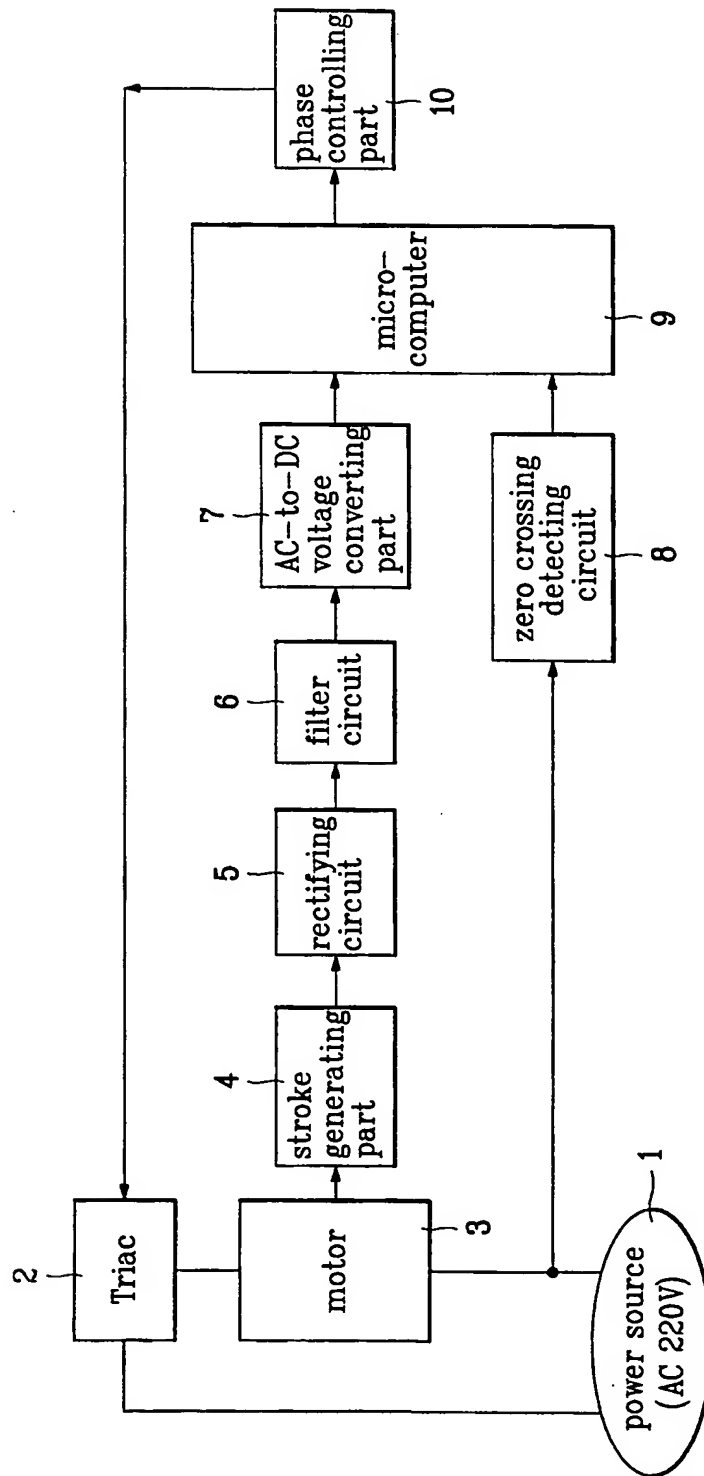 2
Triac
motor
3
power source
(AC 220V)
1
4
stroke
generating
part
5
rectifying
circuit
6
filter
circuit
7
AC-to-DC
voltage
converting
part
zero crossing
detecting
circuit
8
micro-
computer
9
phase
controlling
part
10